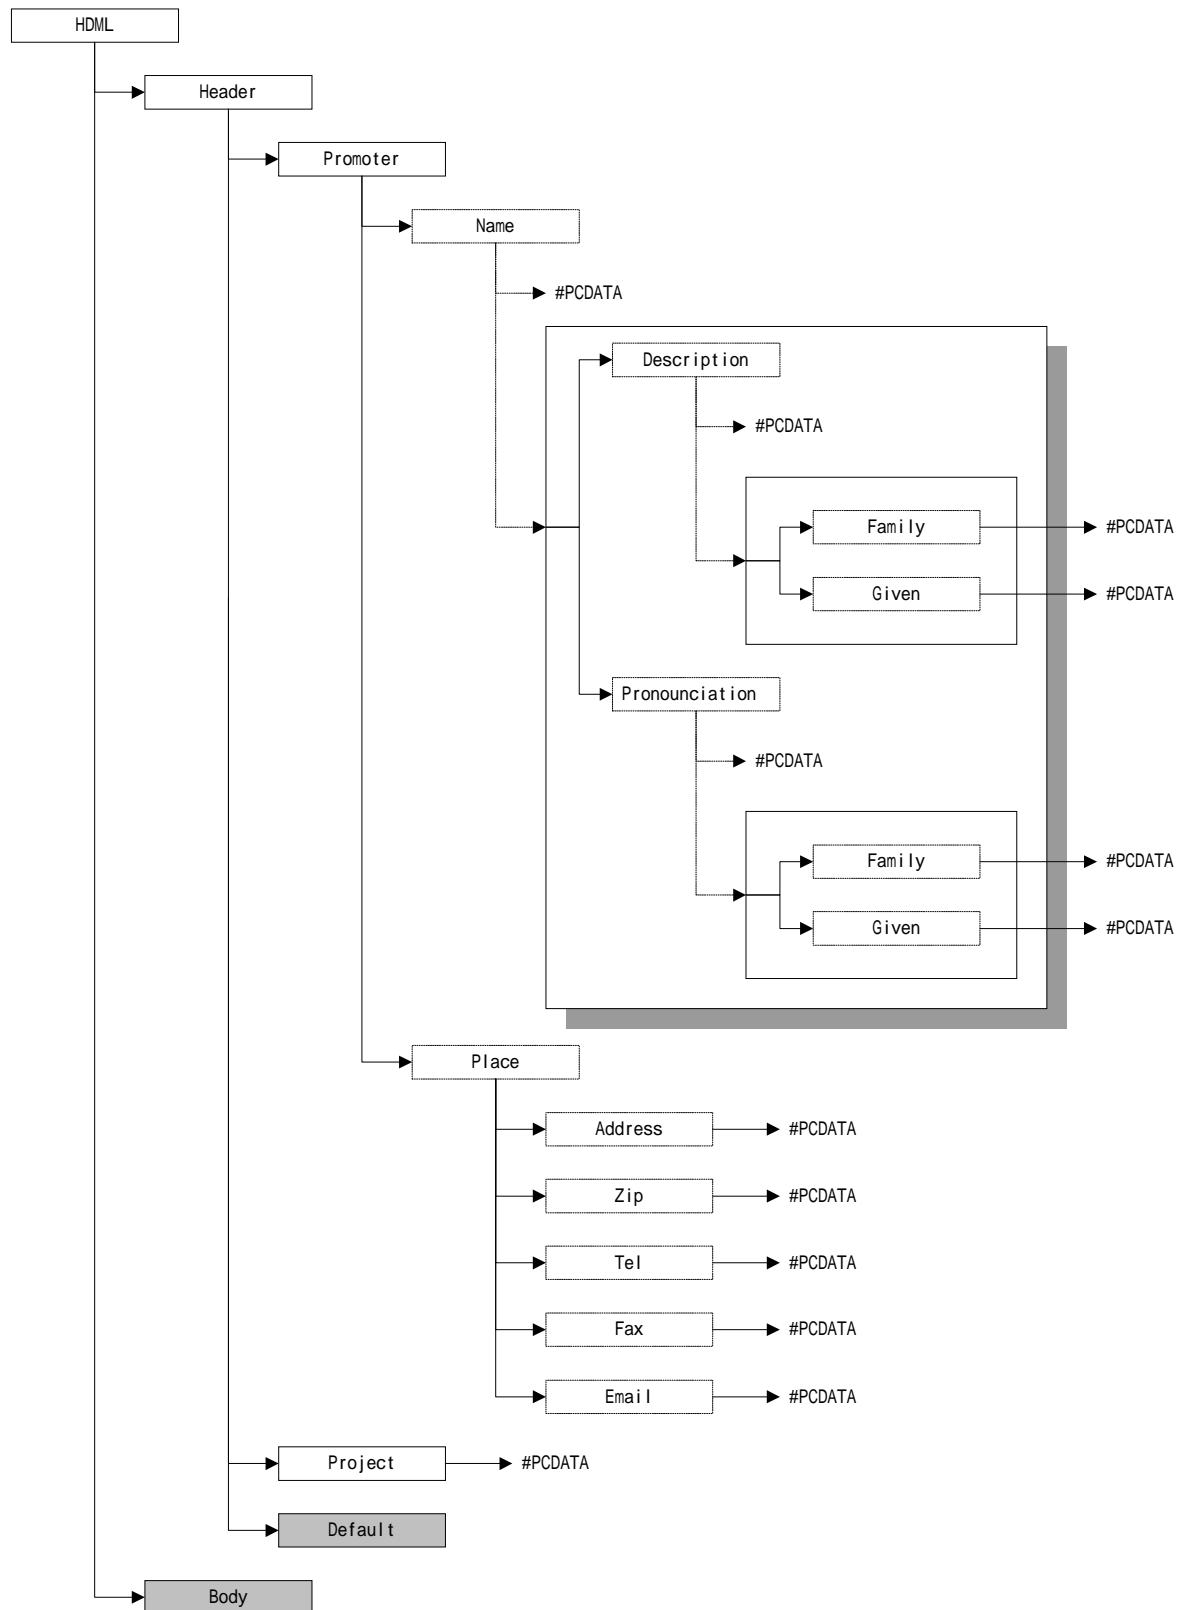 HDML
Header
Promoter
Name
#PCDATA
Description
#PCDATA
Family #PCDATA
Given #PCDATA
Pronounciation
#PCDATA
Family #PCDATA
Given #PCDATA
Place
Address #PCDATA
Zip #PCDATA
Tel #PCDATA
Fax #PCDATA
Email #PCDATA
Project #PCDATA
Default
Body